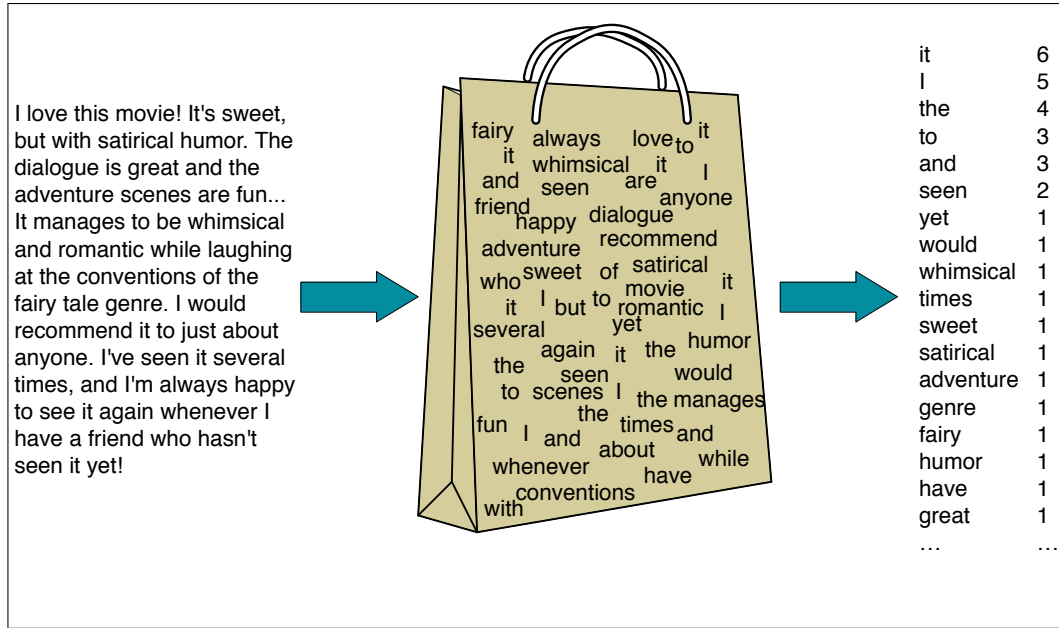 I love this movie! It's sweet,
but with satirical humor. The
dialogue is great and the
adventure scenes are fun...
It manages to be whimsical
and romantic while laughing
at the conventions of the
fairy tale genre. I would
recommend it to just about
anyone. I've seen it several
times, and I'm always happy
to see it again whenever I
have a friend who hasn't
seen it yet!
fairy always love to it
it whimsical it I
and seen are anyone
friend happy dialogue
adventure recommend
who sweet of satirical it
it I but to movie romantic I
several yet
again it the humor
the seen would
to scenes I the manages
fun the times and
I and about
whenever have while
with conventions
it 6
I 5
the 4
to 3
and 3
seen 2
yet 1
would 1
whimsical 1
times 1
sweet 1
satirical 1
adventure 1
genre 1
fairy 1
humor 1
have 1
great 1
… …